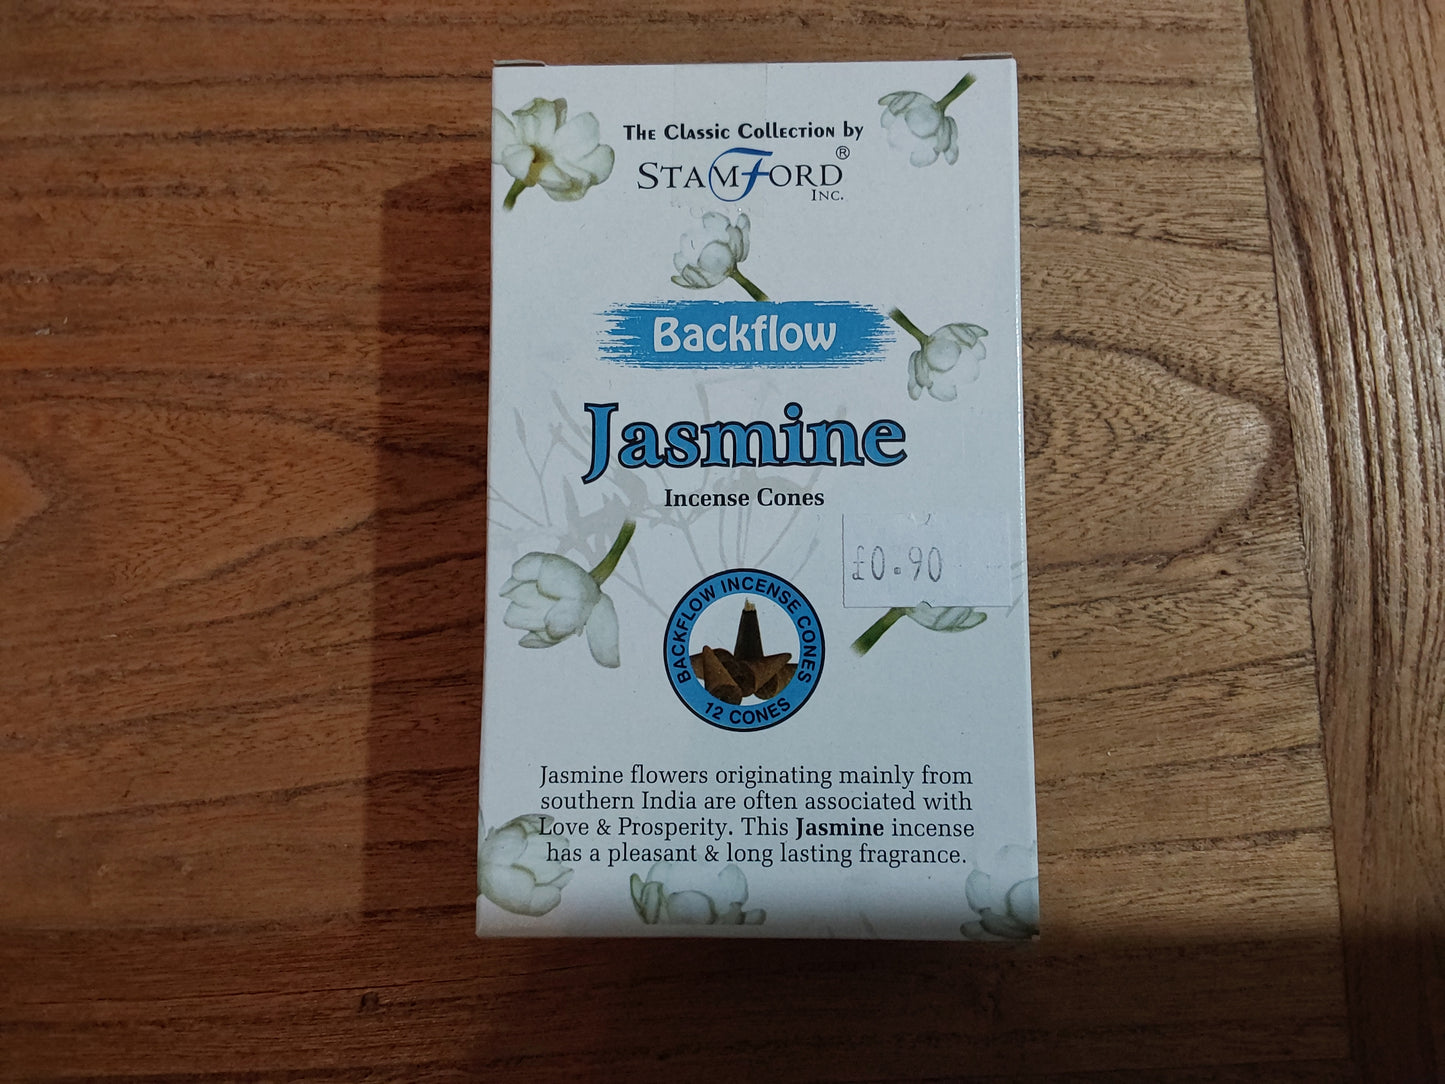 The Classic Collection by
STAMFORD®
INC.
Backflow
Jasmine
Incense Cones
£0.90
BACKFLOW INCENSE CONES
12 CONES
Jasmine flowers originating mainly from
southern India are often associated with
Love & Prosperity. This Jasmine incense
has a pleasant & long lasting fragrance.